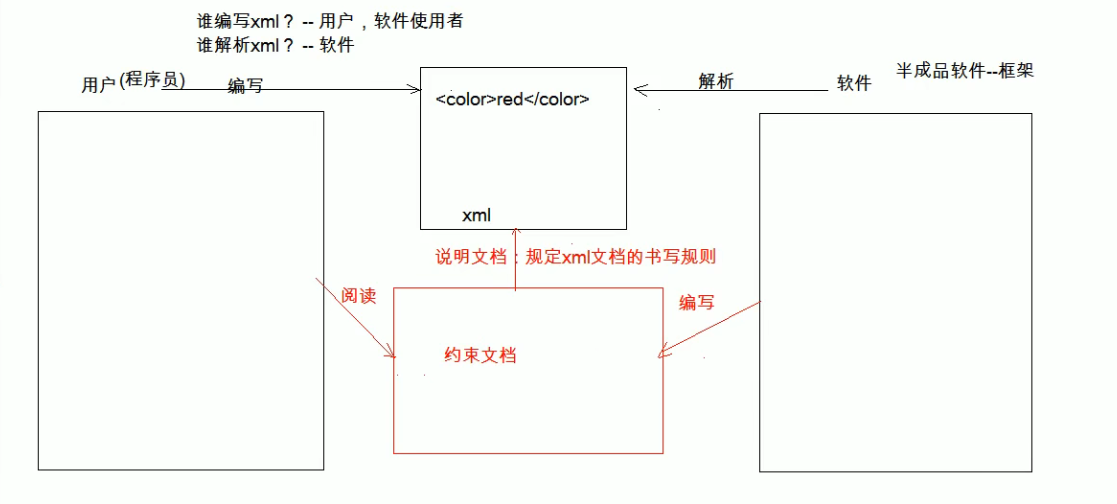 谁编写xml？ -- 用户，软件使用者
谁解析xml？ -- 软件
用户(程序员)
编写
解析
软件
半成品软件--框架
<color>red</color>
xml
说明文档：规定xml文档的书写规则
阅读
编写
约束文档